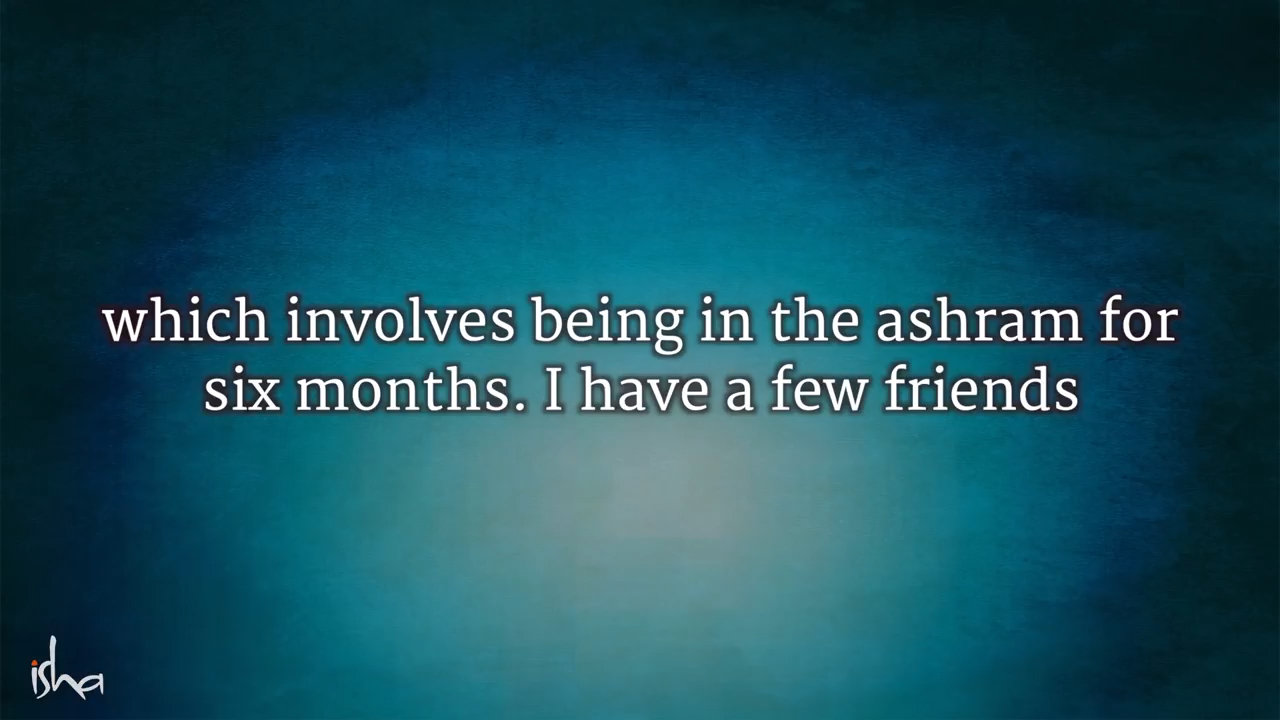 which involves being in the ashram for
six months. I have a few friends
isha